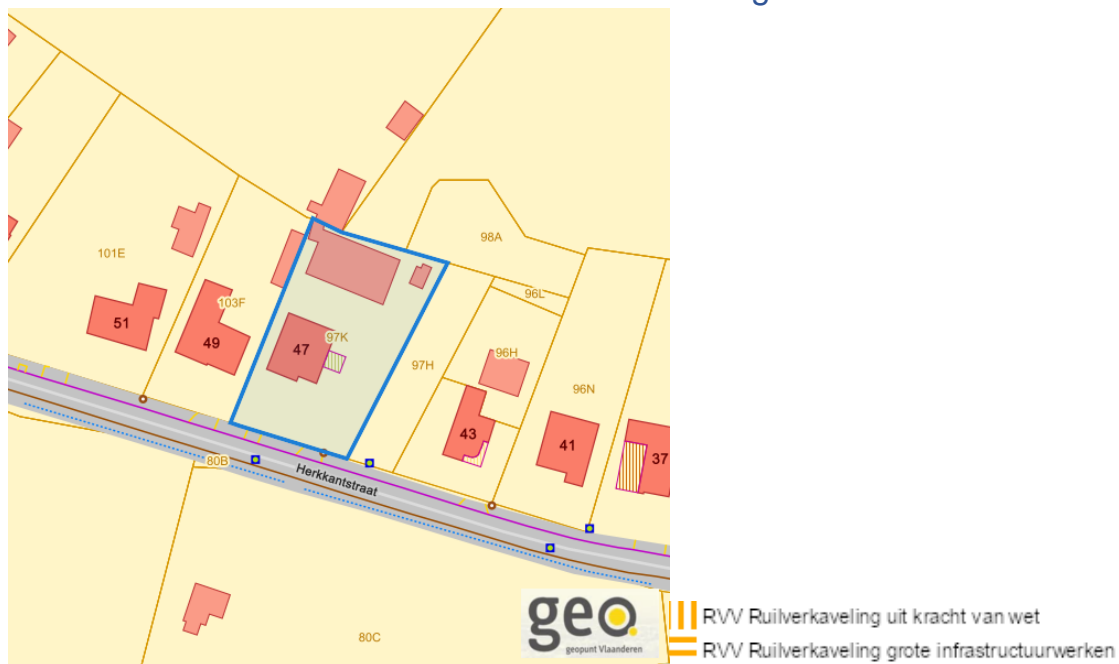 g
98A
101E
96L
103F
51
97K
47
49
96H
97H
96N
43
41
37
80B
Herkkantstraat
geo.
geopunt Vlaanderen
RVV Ruilverkaveling uit kracht van wet
80C
RVV Ruilverkaveling grote infrastructuurwerken